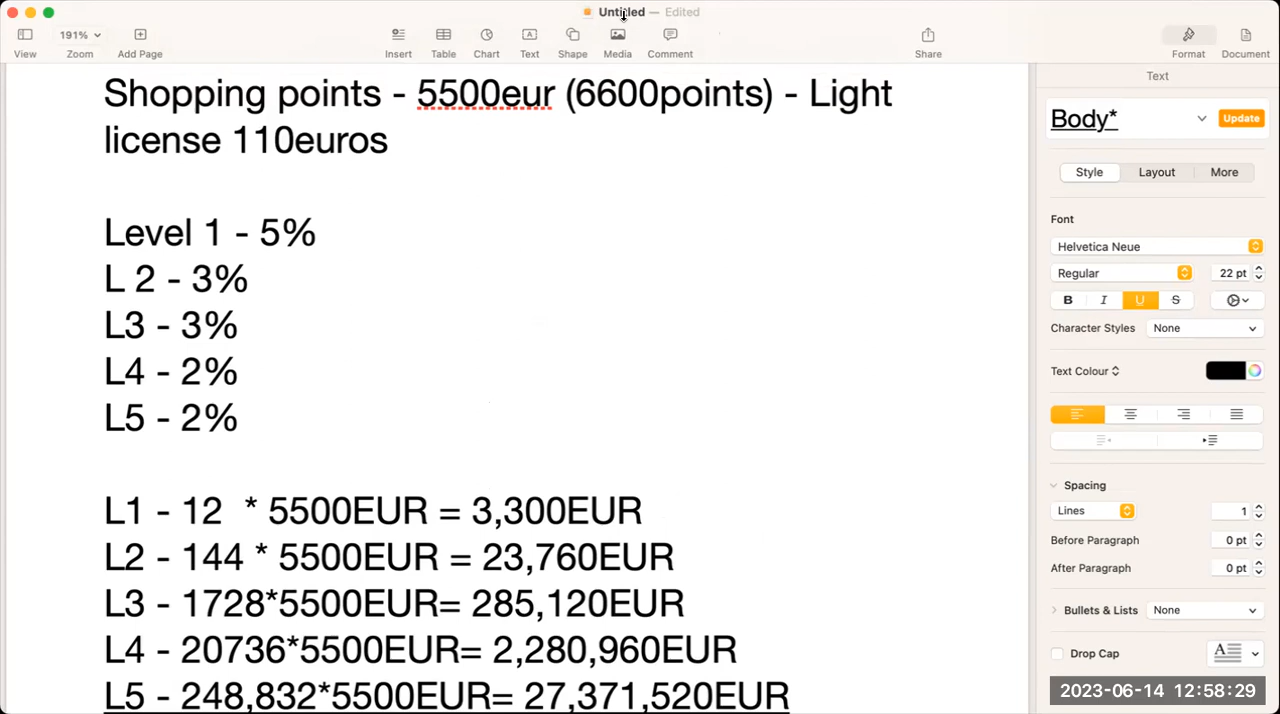 Untitled — Edited
191%
View
Zoom
Add Page
Insert
Table
Chart
Text
Shape
Media
Comment
Share
Format
Document
Shopping points - 5500eur (6600points) - Light
license 110euros
Level 1 - 5%
L 2 - 3%
L3 - 3%
L4 - 2%
L5 - 2%
L1 - 12 * 5500EUR = 3,300EUR
L2 - 144 * 5500EUR = 23,760EUR
L3 - 1728*5500EUR= 285,120EUR
L4 - 20736*5500EUR= 2,280,960EUR
L5 - 248,832*5500EUR= 27,371,520EUR
Text
Body*
Update
Style
Layout
More
Font
Helvetica Neue
Regular
22 pt
B I U S
Character Styles
None
Text Colour
Spacing
Lines
1
Before Paragraph
0 pt
After Paragraph
0 pt
Bullets & Lists
None
Drop Cap
A
2023-06-14 12:58:29